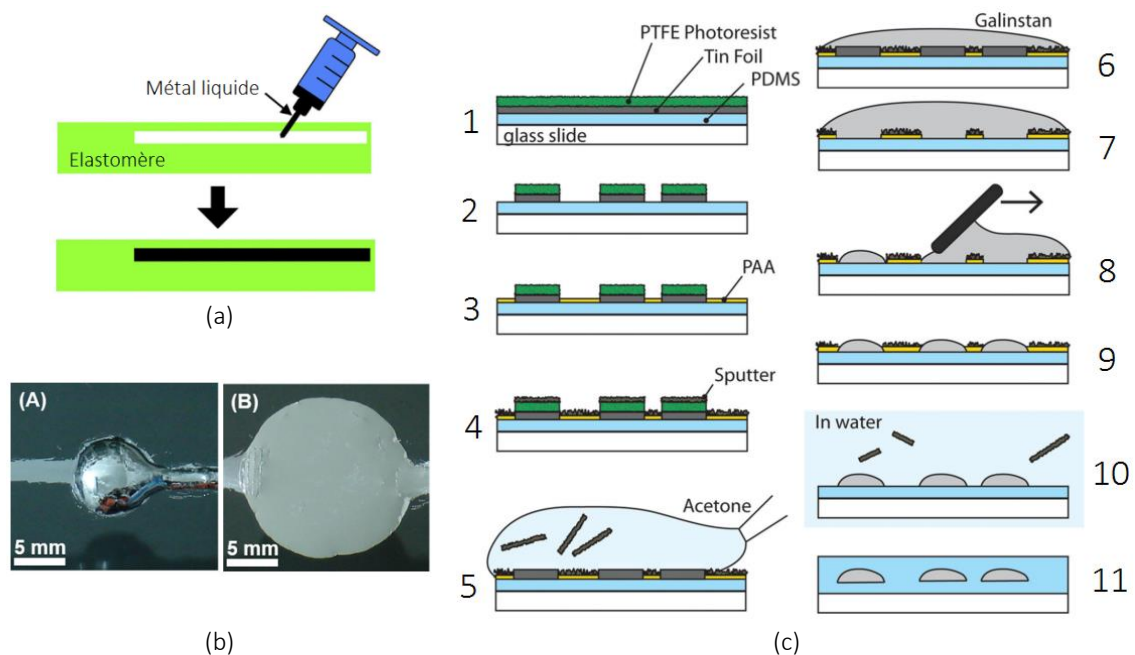 Métal liquide
Elastomère
(a)
(A)
5 mm
(B)
5 mm
(b)
PTFE Photoresist
Tin Foil
PDMS
1
glass slide
2
PAA
3
Sputter
4
Acetone
5
Galinstan
6
7
8
9
In water
10
11
(c)